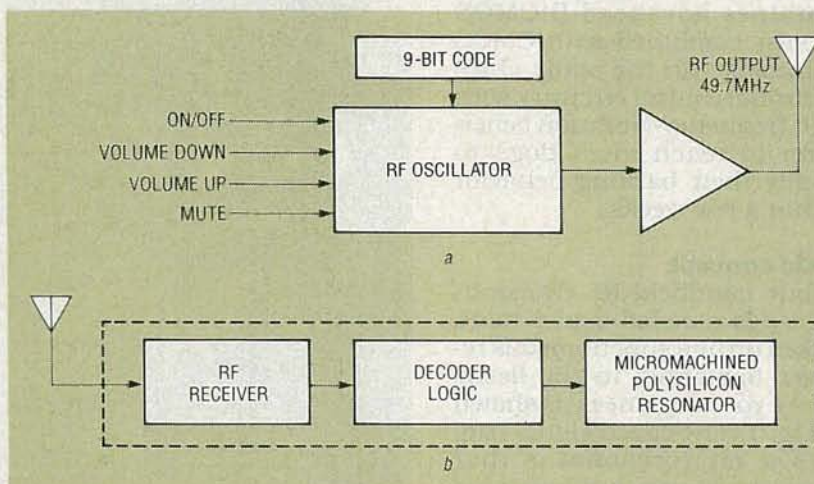 9-BIT CODE
RF OUTPUT
49.7MHz
ON/OFF
VOLUME DOWN
VOLUME UP
MUTE
RF OSCILLATOR
a
RF
RECEIVER
DECODER
LOGIC
MICROMACHINED
POLYSILICON
RESONATOR
b